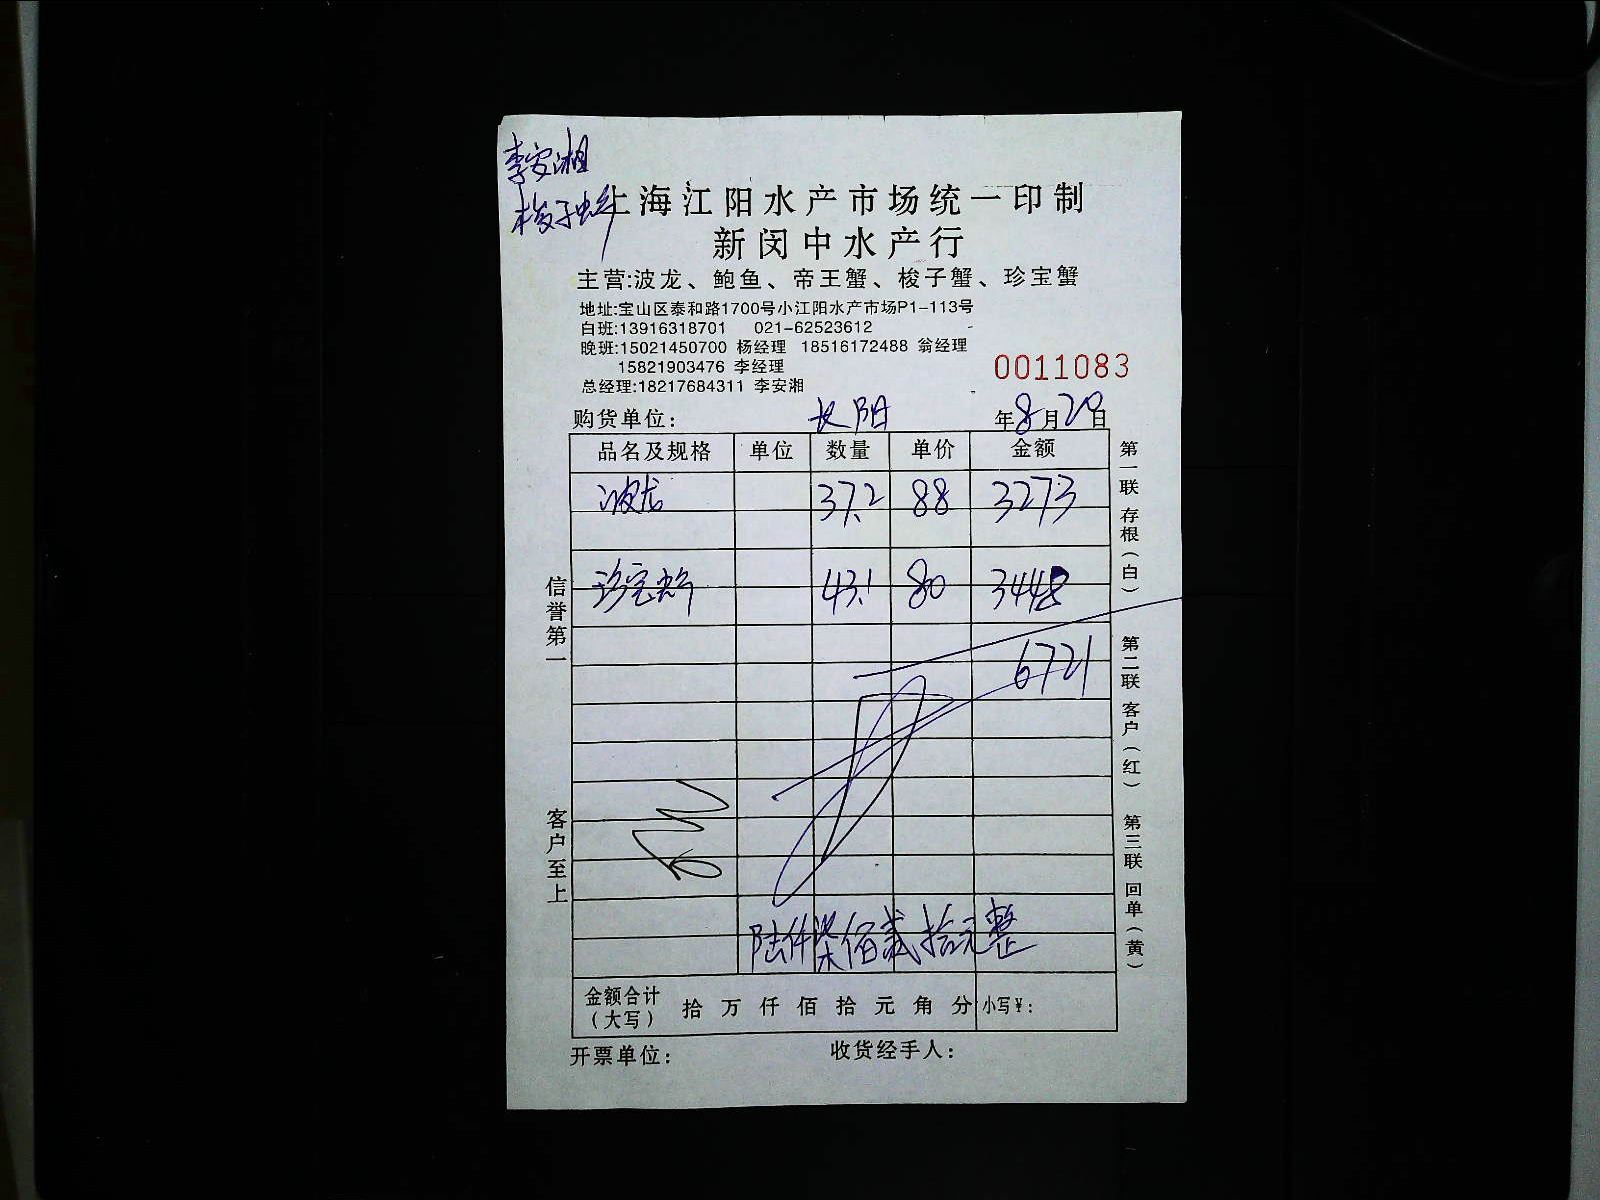 李安湘
梭子蟹
上海江阳水产市场统一印制
新闵中水产行
主营:波龙、鲍鱼、帝王蟹、梭子蟹、珍宝蟹
地址:宝山区泰和路1700号小江阳水产市场P1-113号
白班:13916318701 021-62523612
晚班:15021450700 杨经理 18516172488 翁经理
15821903476 李经理
总经理:18217684311 李安湘
0011083
购货单位: 长阳 年8月20日
品名及规格 单位 数量 单价 金额
波龙 37.2 88 3273
珍宝蟹 43.1 80 3448
6721
陆仟柒佰贰拾元整
金额合计(大写) 拾 万 仟 佰 拾 元 角 分 小写¥:
开票单位: 收货经手人:
信誉第一
客户至上
第一联 存根(白)
第二联 客户(红)
第三联 回单(黄)